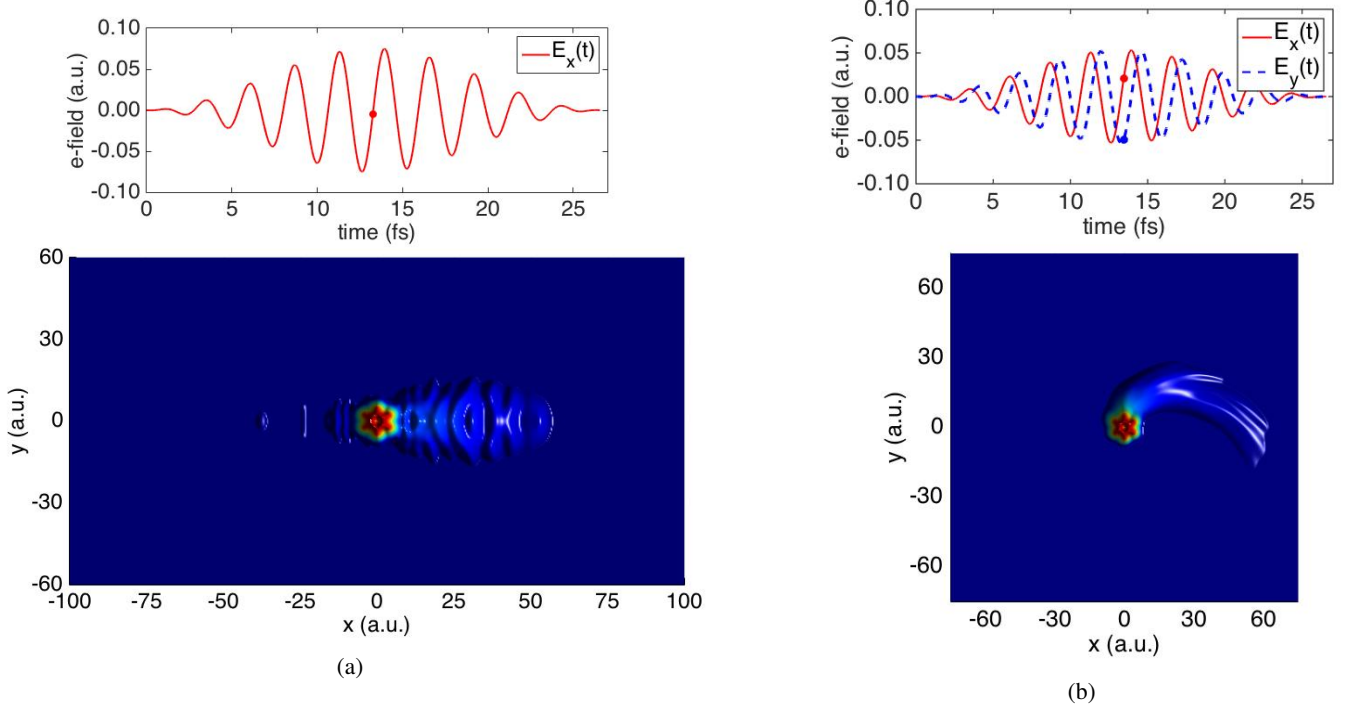 0.10
0.05
0.00
-0.05
-0.10
e-field (a.u.)
E_x(t)
0 5 10 15 20 25
time (fs)
60
30
0
-30
-60
y (a.u.)
-100 -75 -50 -25 0 25 50 75 100
x (a.u.)
(a)
0.10
0.05
0.00
-0.05
-0.10
e-field (a.u.)
E_x(t)
E_y(t)
0 5 10 15 20 25
time (fs)
60
30
0
-30
-60
y (a.u.)
-60 -30 0 30 60
x (a.u.)
(b)